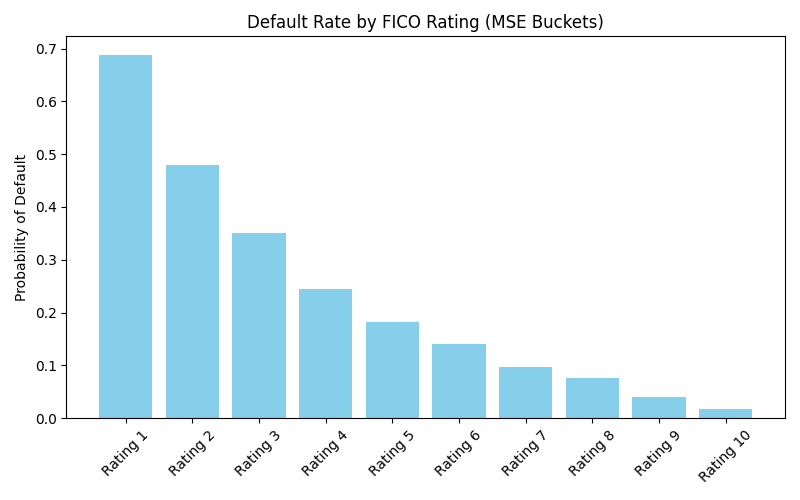 Default Rate by FICO Rating (MSE Buckets)
Probability of Default
0.7
0.6
0.5
0.4
0.3
0.2
0.1
0.0
Rating 1
Rating 2
Rating 3
Rating 4
Rating 5
Rating 6
Rating 7
Rating 8
Rating 9
Rating 10